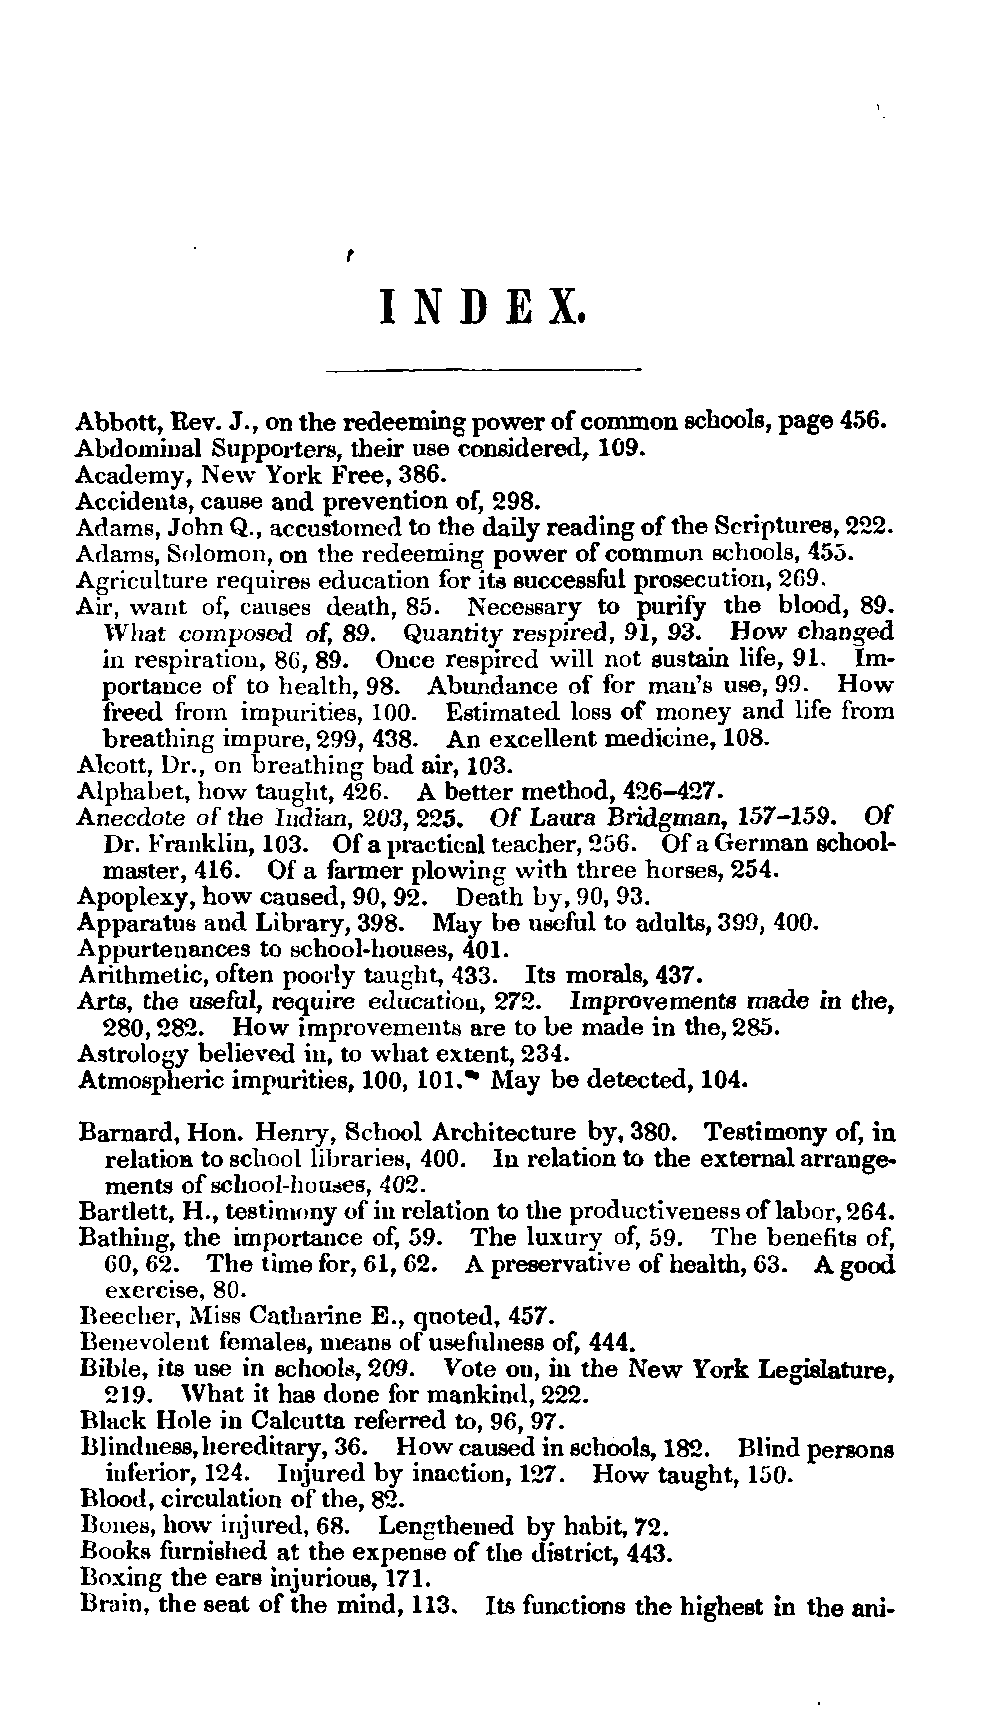 INDEX.
Abbott, Rev. J., on the redeeming power of common schools, page 456.
Abdominal Supporters, their use considered, 109.
Academy, New York Free, 386.
Accidents, cause and prevention of, 298.
Adams, John Q., accustomed to the daily reading of the Scriptures, 222.
Adams, Solomon, on the redeeming power of common schools, 455.
Agriculture requires education for its successful prosecution, 269.
Air, want of, causes death, 85. Necessary to purify the blood, 89.
What composed of, 89. Quantity respired, 91, 93. How changed
in respiration, 86, 89. Once respired will not sustain life, 91. Im-
portance of to health, 98. Abundance of for man's use, 99. How
freed from impurities, 100. Estimated loss of money and life from
breathing impure, 299, 438. An excellent medicine, 108.
Alcott, Dr., on breathing bad air, 103.
Alphabet, how taught, 426. A better method, 426–427.
Anecdote of the Indian, 203, 225. Of Laura Bridgman, 157–159. Of
Dr. Franklin, 103. Of a practical teacher, 256. Of a German school-
master, 416. Of a farmer plowing with three horses, 254.
Apoplexy, how caused, 90, 92. Death by, 90, 93.
Apparatus and Library, 398. May be useful to adults, 399, 400.
Appurtenances to school-houses, 401.
Arithmetic, often poorly taught, 433. Its morals, 437.
Arts, the useful, require education, 272. Improvements made in the,
280, 282. How improvements are to be made in the, 285.
Astrology believed in, to what extent, 234.
Atmospheric impurities, 100, 101. May be detected, 104.
Barnard, Hon. Henry, School Architecture by, 380. Testimony of, in
relation to school libraries, 400. In relation to the external arrange-
ments of school-houses, 402.
Bartlett, H., testimony of in relation to the productiveness of labor, 264.
Bathing, the importance of, 59. The luxury of, 59. The benefits of,
60, 62. The time for, 61, 62. A preservative of health, 63. A good
exercise, 80.
Beecher, Miss Catharine E., quoted, 457.
Benevolent females, means of usefulness of, 444.
Bible, its use in schools, 209. Vote on, in the New York Legislature,
219. What it has done for mankind, 222.
Black Hole in Calcutta referred to, 96, 97.
Blindness, hereditary, 36. How caused in schools, 182. Blind persons
inferior, 124. Injured by inaction, 127. How taught, 150.
Blood, circulation of the, 82.
Bones, how injured, 68. Lengthened by habit, 72.
Books furnished at the expense of the district, 443.
Boxing the ears injurious, 171.
Brain, the seat of the mind, 113. Its functions the highest in the ani-